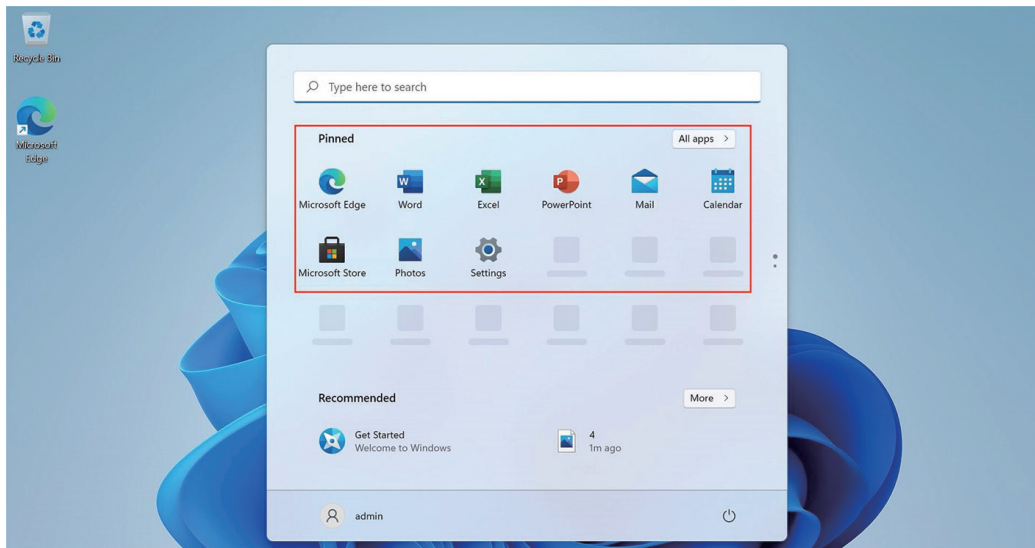 Recycle Bin
Microsoft
Edge
Type here to search
Pinned
All apps >
Microsoft Edge Word Excel PowerPoint Mail Calendar
Microsoft Store Photos Settings
Recommended
More >
Get Started
Welcome to Windows
4
1m ago
admin